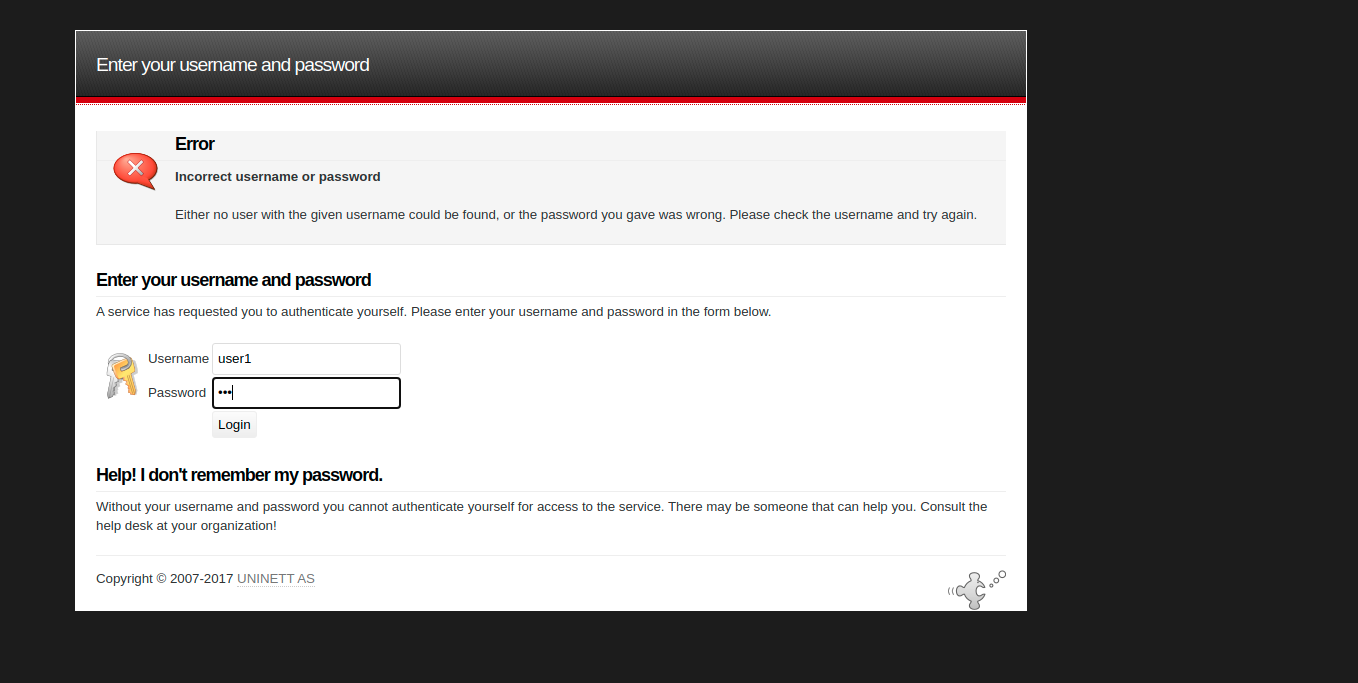 Enter your username and password
Error
Incorrect username or password
Either no user with the given username could be found, or the password you gave was wrong. Please check the username and try again.
Enter your username and password
A service has requested you to authenticate yourself. Please enter your username and password in the form below.
Username user1
Password •••
Login
Help! I don't remember my password.
Without your username and password you cannot authenticate yourself for access to the service. There may be someone that can help you. Consult the
help desk at your organization!
Copyright © 2007-2017 UNINETT AS